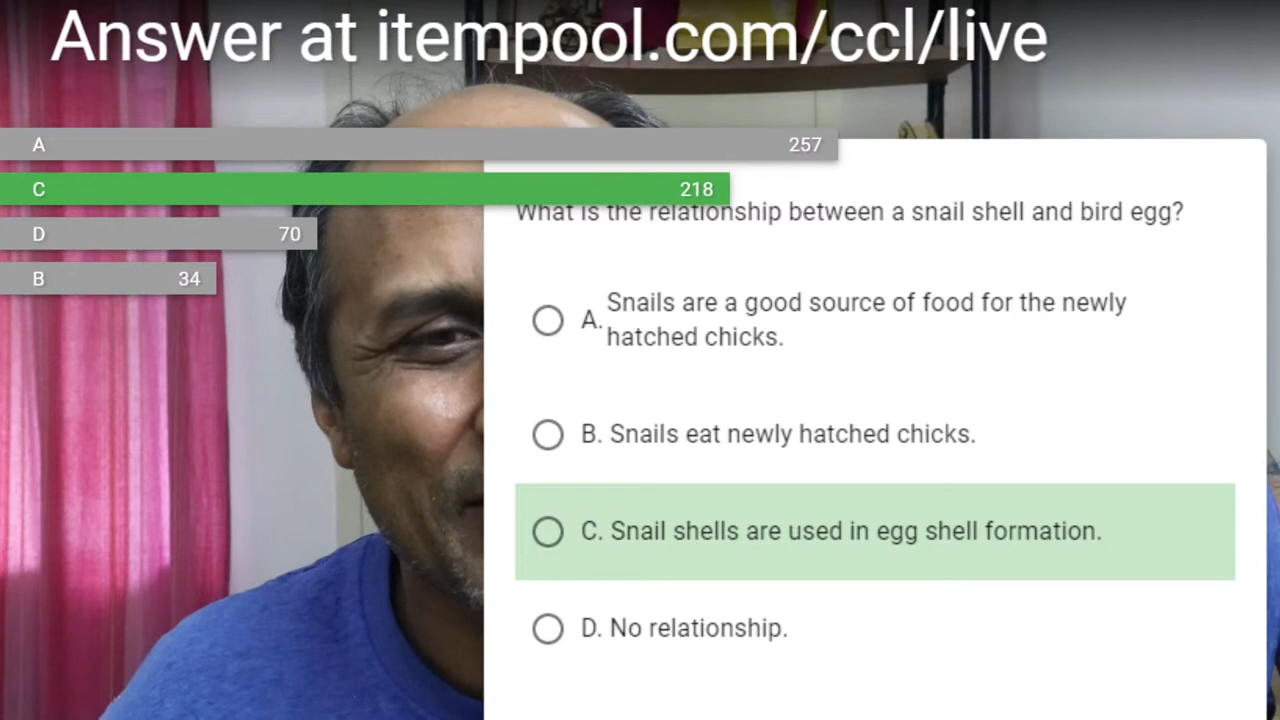 Answer at itempool.com/ccl/live
A 257
C 218
D 70
B 34
What is the relationship between a snail shell and bird egg?
A. Snails are a good source of food for the newly
hatched chicks.
B. Snails eat newly hatched chicks.
C. Snail shells are used in egg shell formation.
D. No relationship.